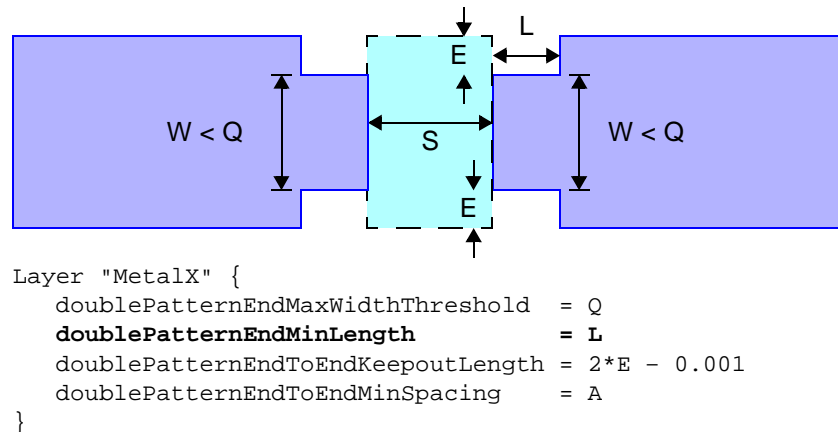 L
E
W < Q
S
W < Q
E
Layer "MetalX" {
doublePatternEndMaxWidthThreshold = Q
doublePatternEndMinLength = L
doublePatternEndToEndKeepoutLength = 2*E – 0.001
doublePatternEndToEndMinSpacing = A
}